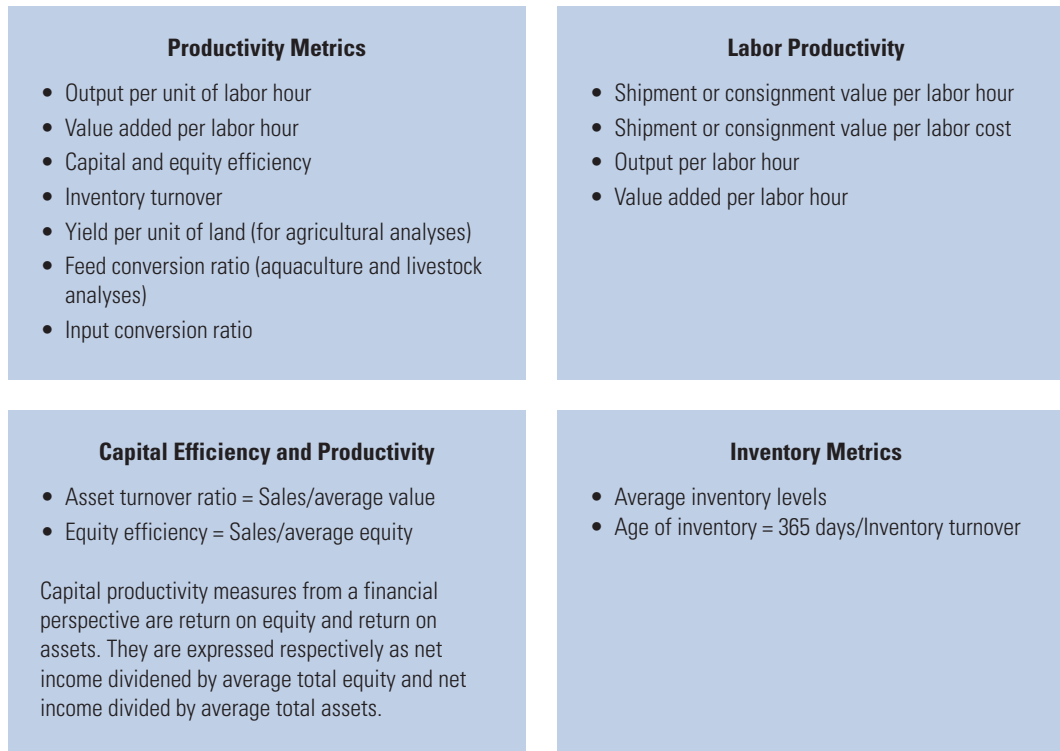 Productivity Metrics
• Output per unit of labor hour
• Value added per labor hour
• Capital and equity efficiency
• Inventory turnover
• Yield per unit of land (for agricultural analyses)
• Feed conversion ratio (aquaculture and livestock
analyses)
• Input conversion ratio
Labor Productivity
• Shipment or consignment value per labor hour
• Shipment or consignment value per labor cost
• Output per labor hour
• Value added per labor hour
Capital Efficiency and Productivity
• Asset turnover ratio = Sales/average value
• Equity efficiency = Sales/average equity
Capital productivity measures from a financial
perspective are return on equity and return on
assets. They are expressed respectively as net
income dividened by average total equity and net
income divided by average total assets.
Inventory Metrics
• Average inventory levels
• Age of inventory = 365 days/Inventory turnover